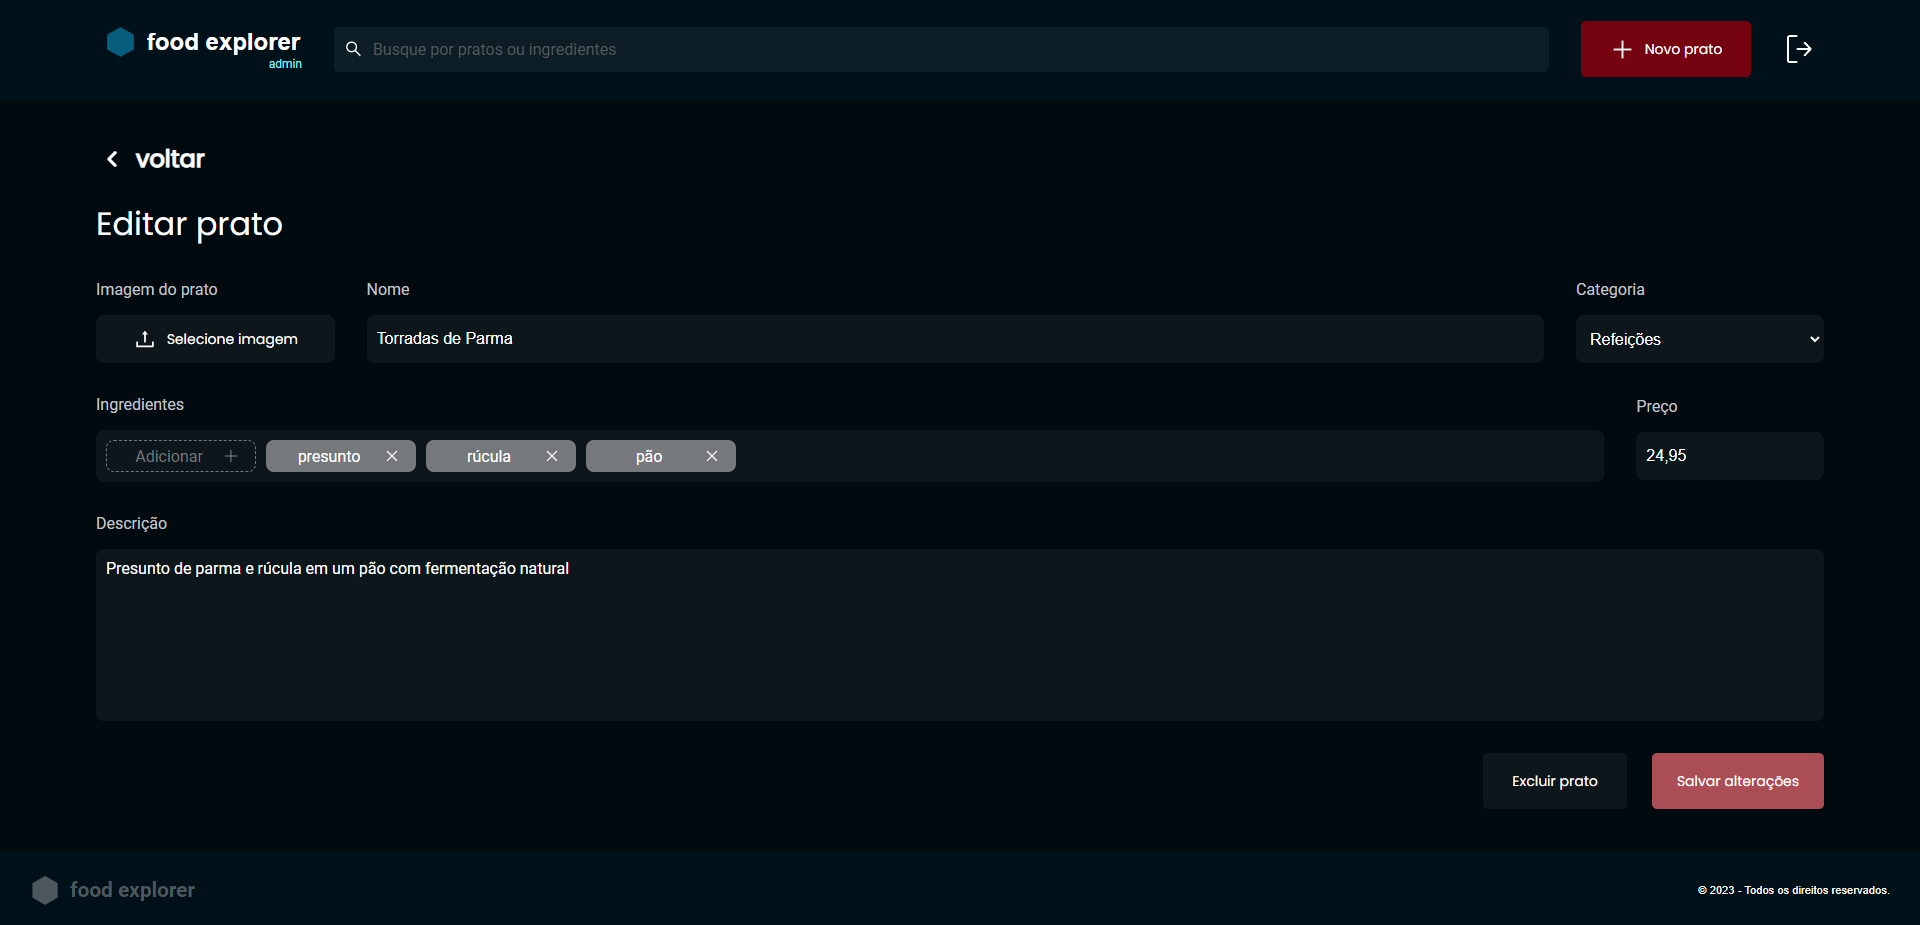 food explorer
admin
Busque por pratos ou ingredientes
Novo prato
voltar
Editar prato
Imagem do prato
Nome
Categoria
Selecione imagem
Torradas de Parma
Refeições
Ingredientes
Preço
Adicionar
presunto
rúcula
pão
24,95
Descrição
Presunto de parma e rúcula em um pão com fermentação natural
Excluir prato
Salvar alterações
food explorer
© 2023 - Todos os direitos reservados.